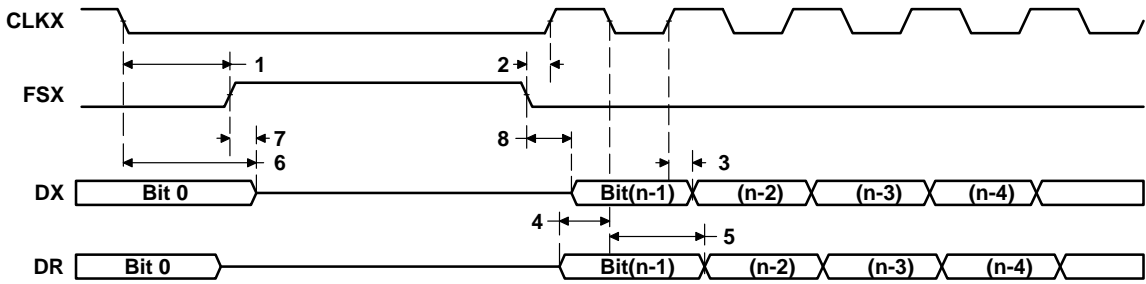 CLKX
1
2
FSX
7
8
6
3
DX
Bit 0
Bit(n-1)
(n-2)
(n-3)
(n-4)
4
5
DR
Bit 0
Bit(n-1)
(n-2)
(n-3)
(n-4)